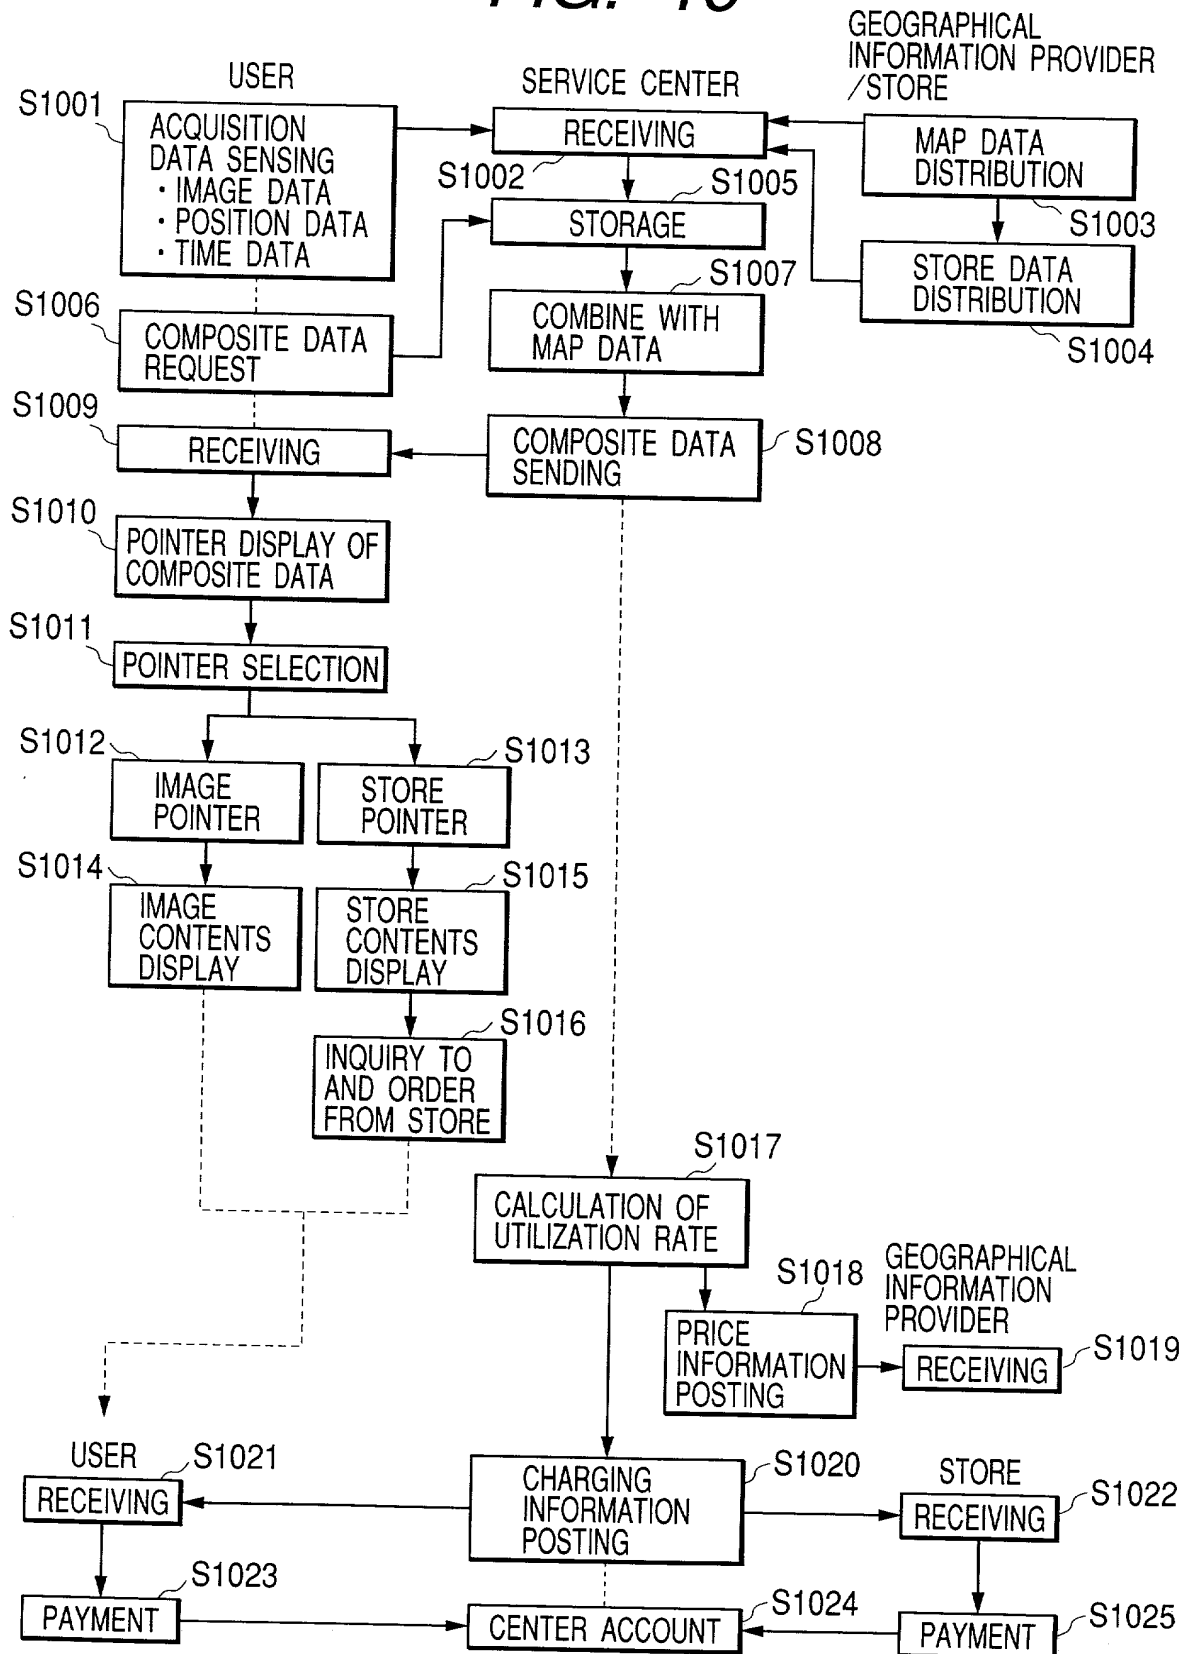 GEOGRAPHICAL
INFORMATION PROVIDER
/STORE
USER
SERVICE CENTER
S1001
ACQUISITION
DATA SENSING
· IMAGE DATA
· POSITION DATA
· TIME DATA
RECEIVING
S1002
MAP DATA
DISTRIBUTION
S1003
S1005
STORAGE
STORE DATA
DISTRIBUTION
S1004
S1006
COMPOSITE DATA
REQUEST
S1007
COMBINE WITH
MAP DATA
S1009
RECEIVING
COMPOSITE DATA
SENDING
S1008
S1010
POINTER DISPLAY OF
COMPOSITE DATA
S1011
POINTER SELECTION
S1012
IMAGE
POINTER
S1013
STORE
POINTER
S1014
IMAGE
CONTENTS
DISPLAY
S1015
STORE
CONTENTS
DISPLAY
S1016
INQUIRY TO
AND ORDER
FROM STORE
S1017
CALCULATION OF
UTILIZATION RATE
S1018
PRICE
INFORMATION
POSTING
GEOGRAPHICAL
INFORMATION
PROVIDER
RECEIVING
S1019
USER
S1021
RECEIVING
CHARGING
INFORMATION
POSTING
S1020
STORE
RECEIVING
S1022
S1023
PAYMENT
CENTER ACCOUNT
S1024
PAYMENT
S1025